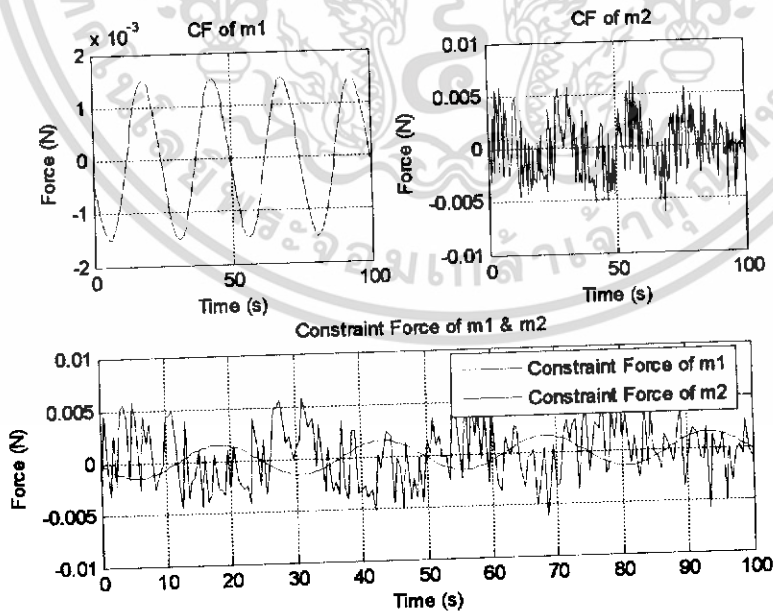 CF of m1
x 10-3
2
1
0
-1
-2
0
50
100
Force (N)
Time (s)
CF of m2
0.01
0.005
0
-0.005
-0.01
0
50
100
Force (N)
Time (s)
Constraint Force of m1 & m2
0.01
0.005
0
-0.005
-0.01
Force (N)
Constraint Force of m1
Constraint Force of m2
0 10 20 30 40 50 60 70 80 90 100
Time (s)